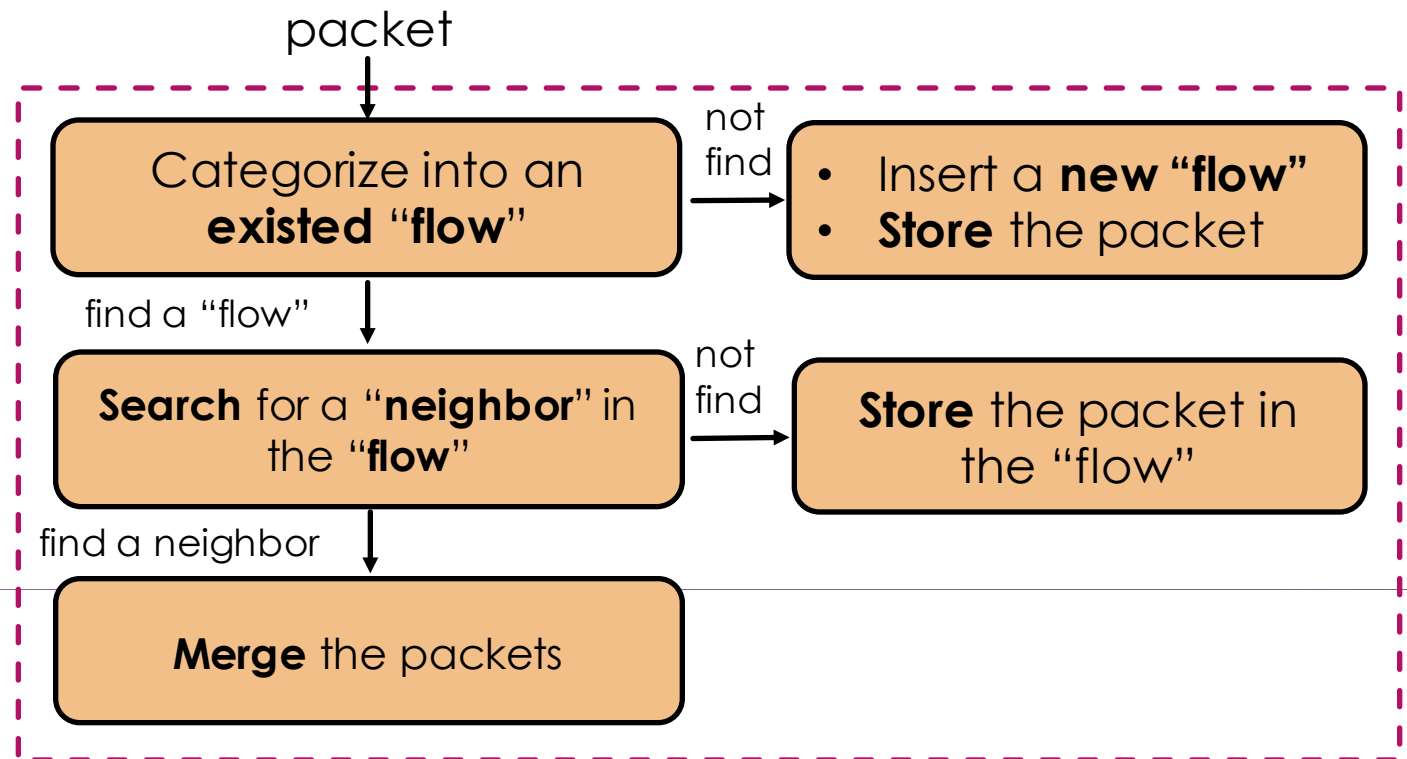 packet
Categorize into an
existed “flow”
not
find
• Insert a new “flow”
• Store the packet
find a “flow”
Search for a “neighbor” in
the “flow”
not
find
Store the packet in
the “flow”
find a neighbor
Merge the packets